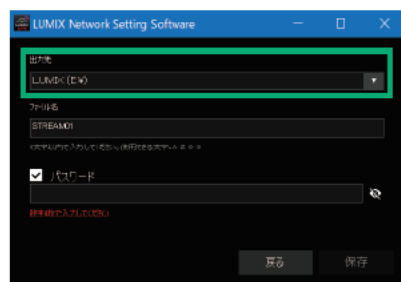 LUMIX Network Setting Software
出力先
LUMIX (E:¥)
ファイル名
STREAM01
パスワード
戻る
保存